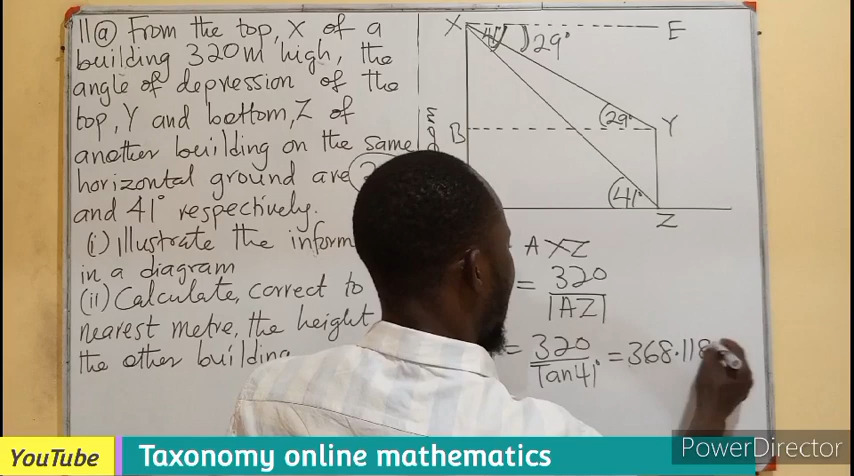 11(a) From the top, X of a
building 320m high, the
angle of depression of the
top, Y and bottom, Z of
another building on the same
horizontal ground are
and 41° respectively.
(i) Illustrate the inform
in a diagram
(ii) Calculate, correct to
nearest metre, the height
the other building
X
E
41°
29°
B
29°
Y
41°
Z
A X Z
= 320
|AZ|
= 320 = 368.118
Tan41°
YouTube
Taxonomy online mathematics
PowerDirector